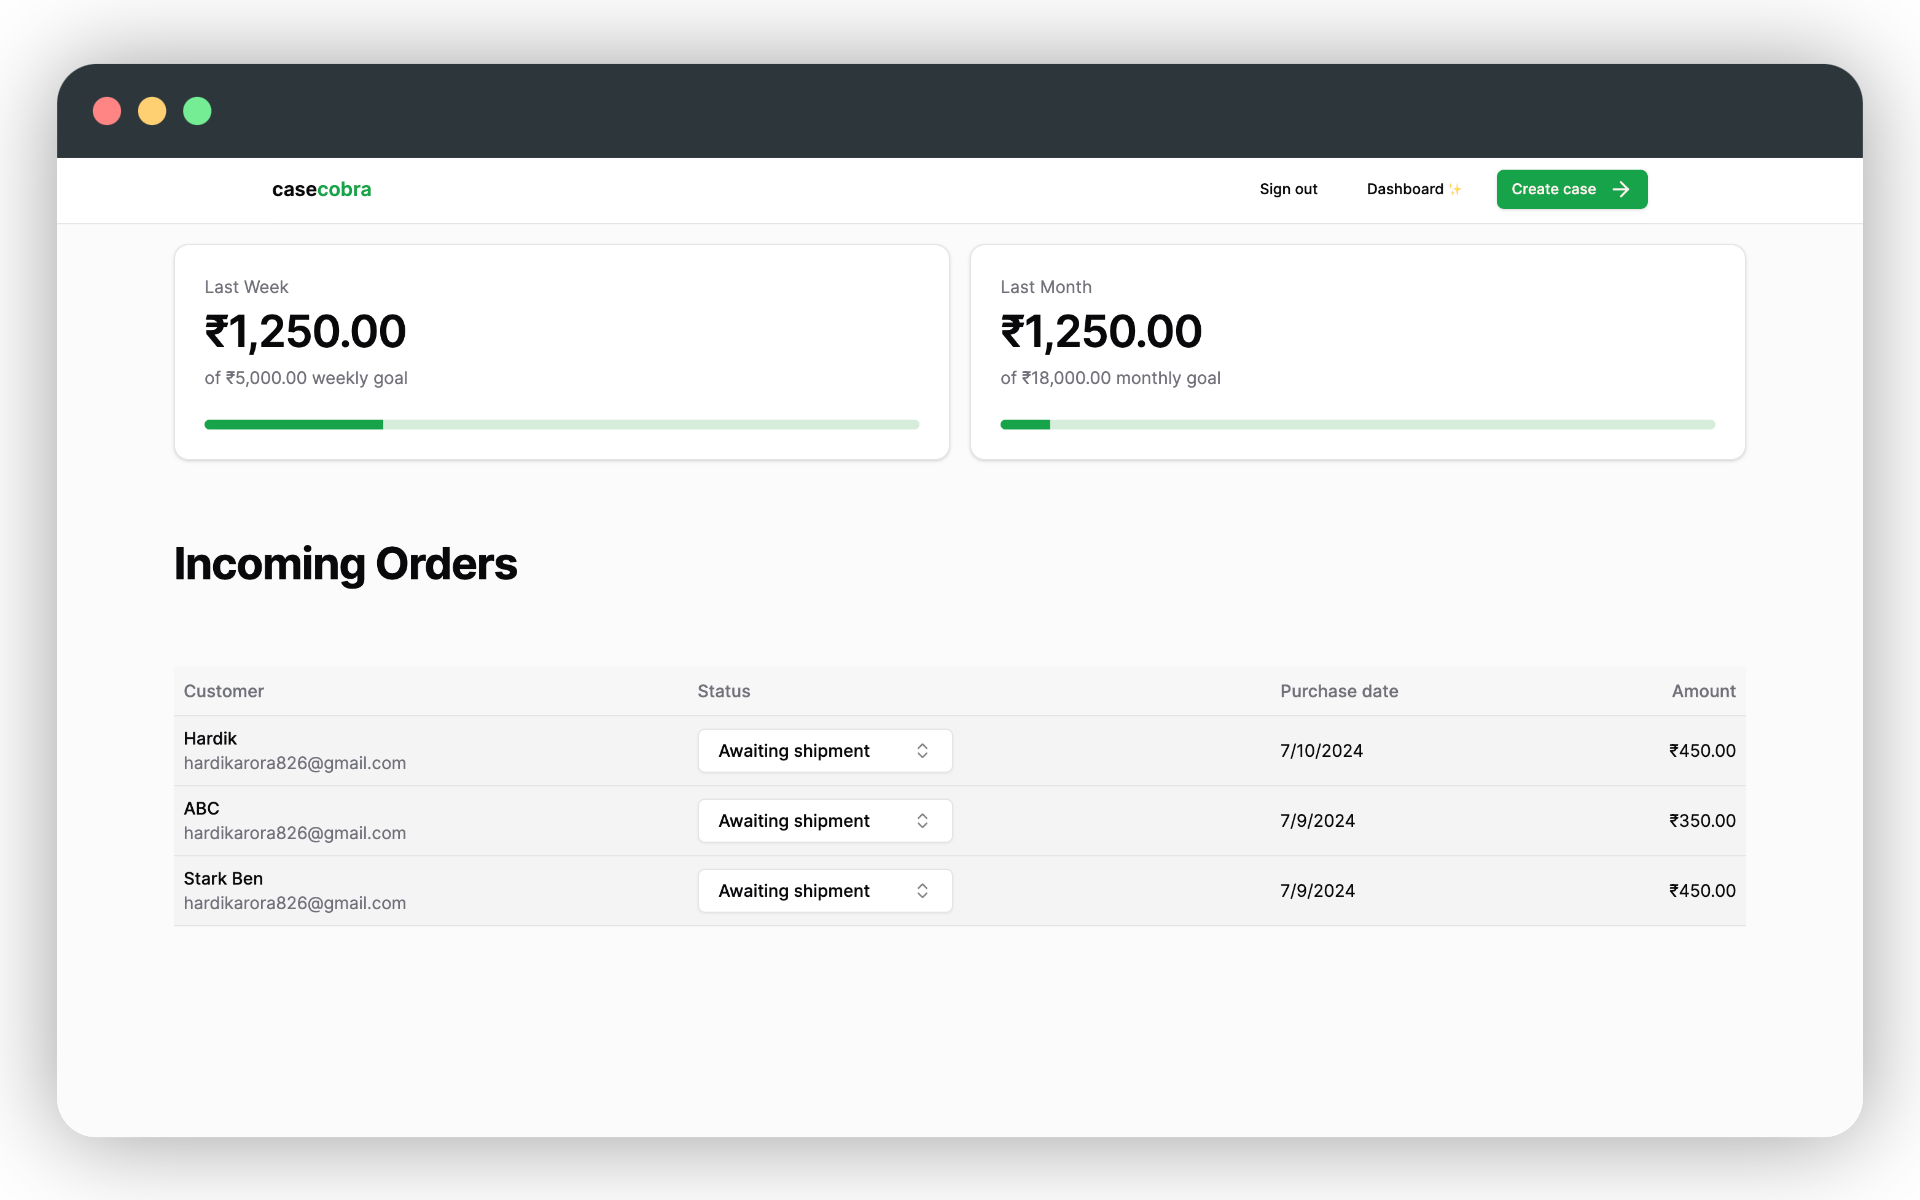 casecobra Sign out Dashboard ✨ Create case →
Last Week Last Month
₹1,250.00 ₹1,250.00
of ₹5,000.00 weekly goal of ₹18,000.00 monthly goal
Incoming Orders
Customer Status Purchase date Amount
Hardik
hardikarora826@gmail.com Awaiting shipment 7/10/2024 ₹450.00
ABC
hardikarora826@gmail.com Awaiting shipment 7/9/2024 ₹350.00
Stark Ben
hardikarora826@gmail.com Awaiting shipment 7/9/2024 ₹450.00